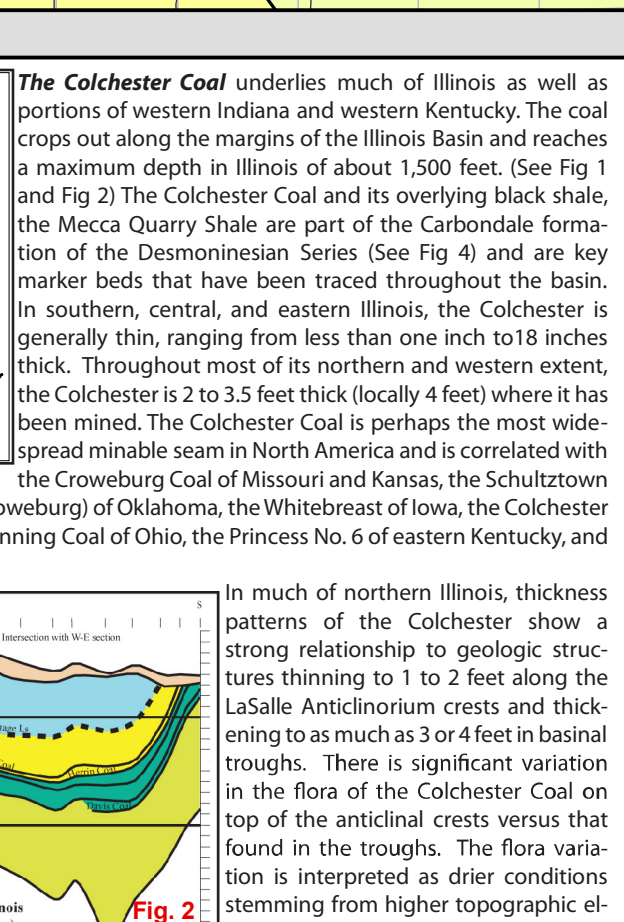 The Colchester Coal underlies much of Illinois as well as
portions of western Indiana and western Kentucky. The coal
crops out along the margins of the Illinois Basin and reaches
a maximum depth in Illinois of about 1,500 feet. (See Fig 1
and Fig 2) The Colchester Coal and its overlying black shale,
the Mecca Quarry Shale are part of the Carbondale forma-
tion of the Desmoninesian Series (See Fig 4) and are key
marker beds that have been traced throughout the basin.
In southern, central, and eastern Illinois, the Colchester is
generally thin, ranging from less than one inch to18 inches
thick. Throughout most of its northern and western extent,
the Colchester is 2 to 3.5 feet thick (locally 4 feet) where it has
been mined. The Colchester Coal is perhaps the most wide-
spread minable seam in North America and is correlated with
the Croweburg Coal of Missouri and Kansas, the Schultztown
oweburg) of Oklahoma, the Whitebreast of Iowa, the Colchester
nning Coal of Ohio, the Princess No. 6 of eastern Kentucky, and
In much of northern Illinois, thickness
patterns of the Colchester show a
strong relationship to geologic struc-
tures thinning to 1 to 2 feet along the
LaSalle Anticlinorium crests and thick-
ening to as much as 3 or 4 feet in basinal
troughs. There is significant variation
in the flora of the Colchester Coal on
top of the anticlinal crests versus that
found in the troughs. The flora varia-
tion is interpreted as drier conditions
stemming from higher topographic el-
S
Intersection with W-E section
age Ls
Coal
Herrin Coal
Davis Coal
nois
Fig. 2